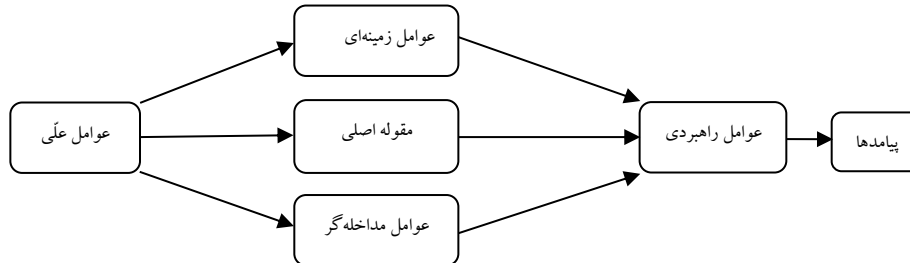 عوامل زمینه‌ای
عوامل علّی
مقوله اصلی
عوامل راهبردی
پیامدها
عوامل مداخله‌گر